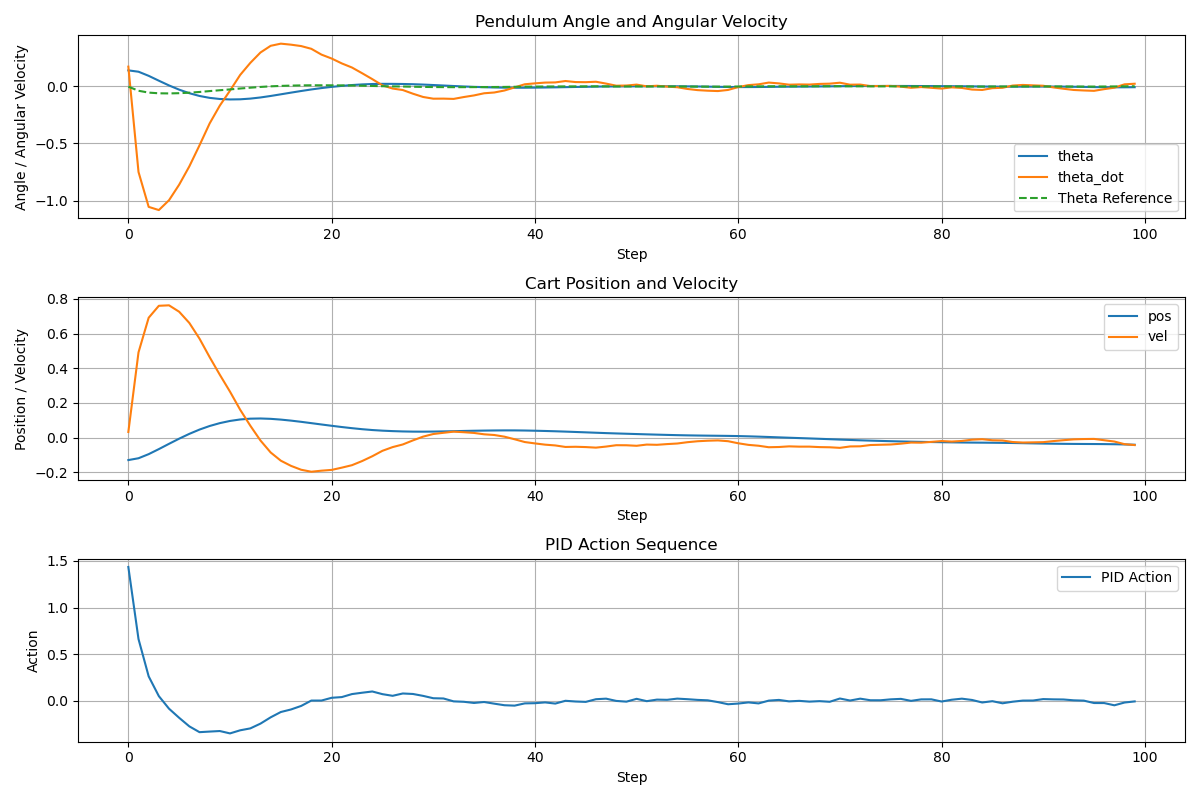 Pendulum Angle and Angular Velocity
Angle / Angular Velocity
0.0
−0.5
−1.0
theta
theta_dot
Theta Reference
0 20 40 60 80 100
Step
Cart Position and Velocity
Position / Velocity
0.8
0.6
0.4
0.2
0.0
−0.2
pos
vel
0 20 40 60 80 100
Step
PID Action Sequence
Action
1.5
1.0
0.5
0.0
PID Action
0 20 40 60 80 100
Step